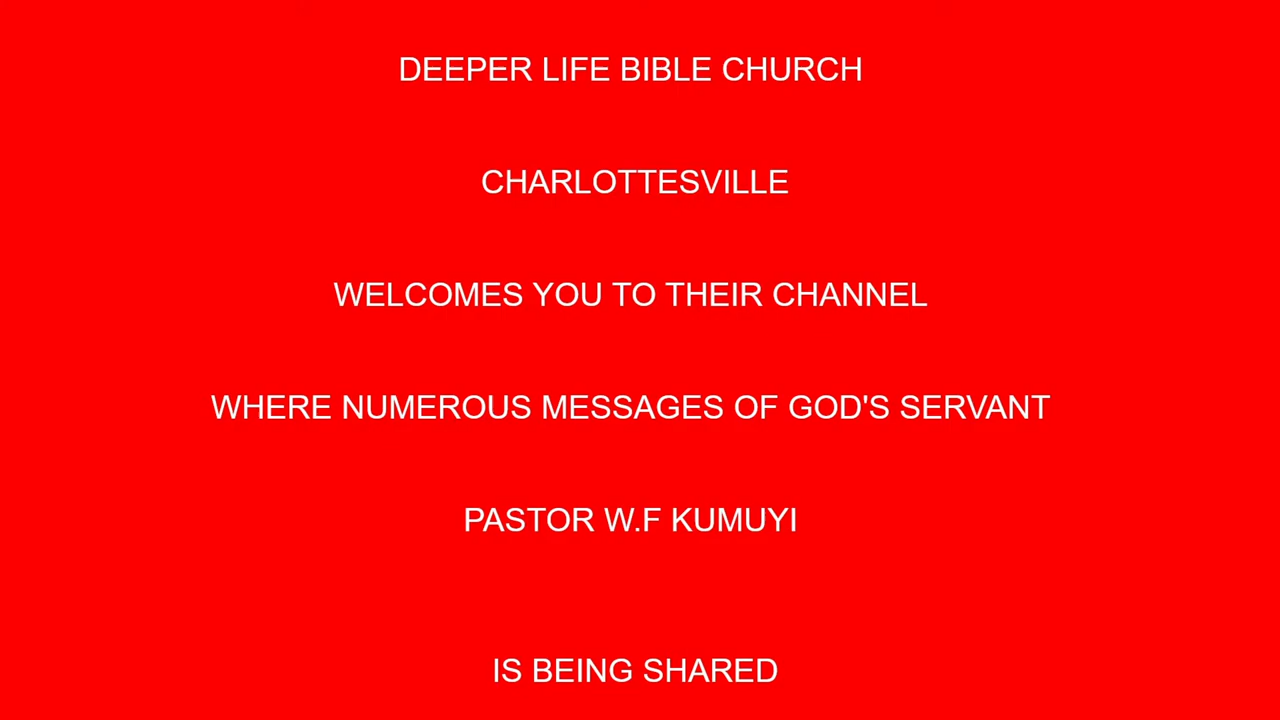 DEEPER LIFE BIBLE CHURCH
CHARLOTTESVILLE
WELCOMES YOU TO THEIR CHANNEL
WHERE NUMEROUS MESSAGES OF GOD'S SERVANT
PASTOR W.F KUMUYI
IS BEING SHARED